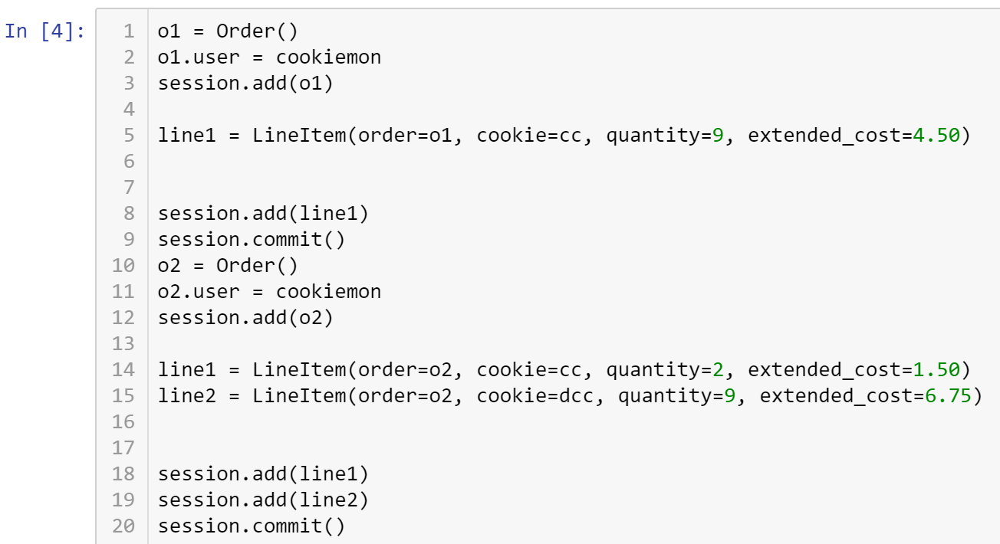 In [4]:
1 o1 = Order()
2 o1.user = cookiemon
3 session.add(o1)
4
5 line1 = LineItem(order=o1, cookie=cc, quantity=9, extended_cost=4.50)
6
7
8 session.add(line1)
9 session.commit()
10 o2 = Order()
11 o2.user = cookiemon
12 session.add(o2)
13
14 line1 = LineItem(order=o2, cookie=cc, quantity=2, extended_cost=1.50)
15 line2 = LineItem(order=o2, cookie=dcc, quantity=9, extended_cost=6.75)
16
17
18 session.add(line1)
19 session.add(line2)
20 session.commit()